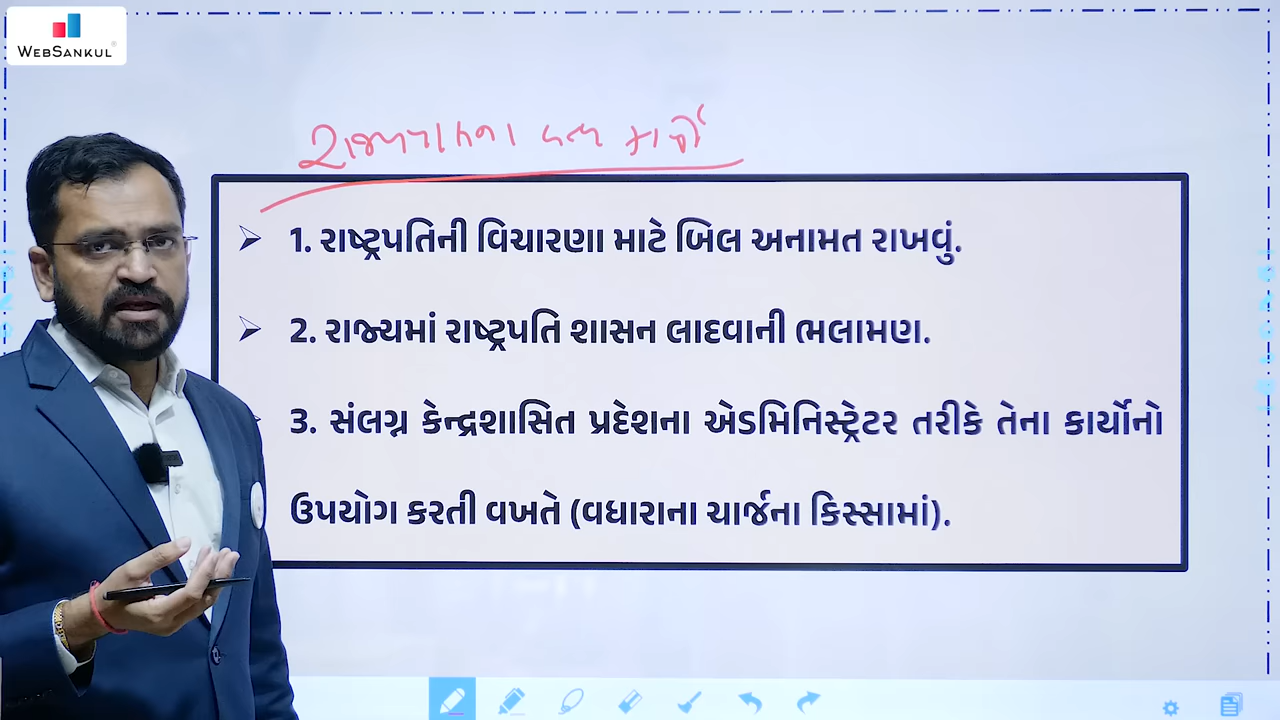 WEBSANKUL®
રાજ્યપાલના અન્ય કાર્યો
1. રાષ્ટ્રપતિની વિચારણા માટે બિલ અનામત રાખવું.
2. રાજ્યમાં રાષ્ટ્રપતિ શાસન લાદવાની ભલામણ.
3. સંલગ્ન કેન્દ્રશાસિત પ્રદેશના એડમિનિસ્ટ્રેટર તરીકે તેના કાર્યોનો
ઉપયોગ કરતી વખતે (વધારાના ચાર્જના કિસ્સામાં).